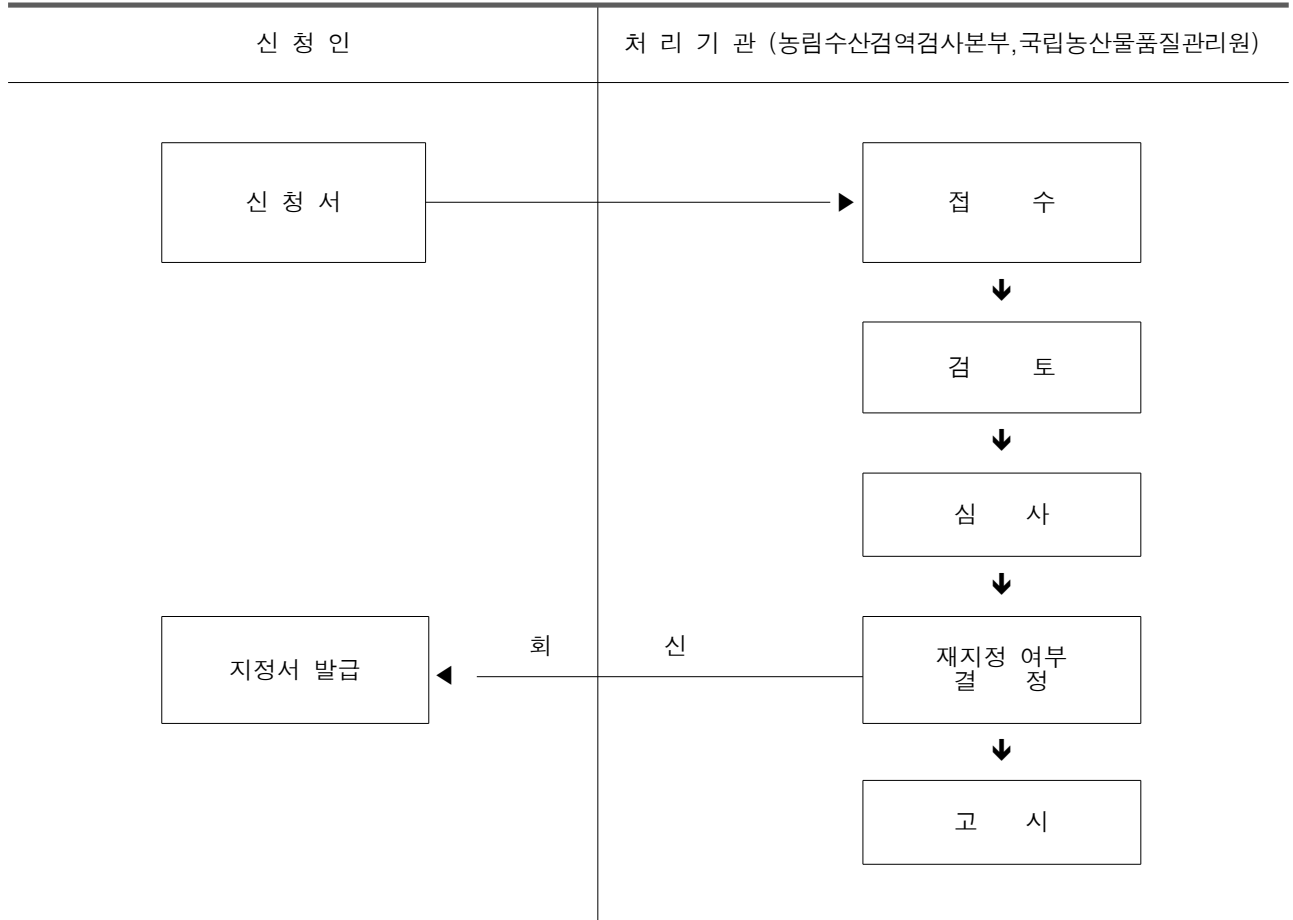 신 청 인
처 리 기 관 (농림수산검역검사본부,국립농산물품질관리원)
신 청 서
접 수
검 토
심 사
지정서 발급
회 신
재지정 여부
결 정
고 시